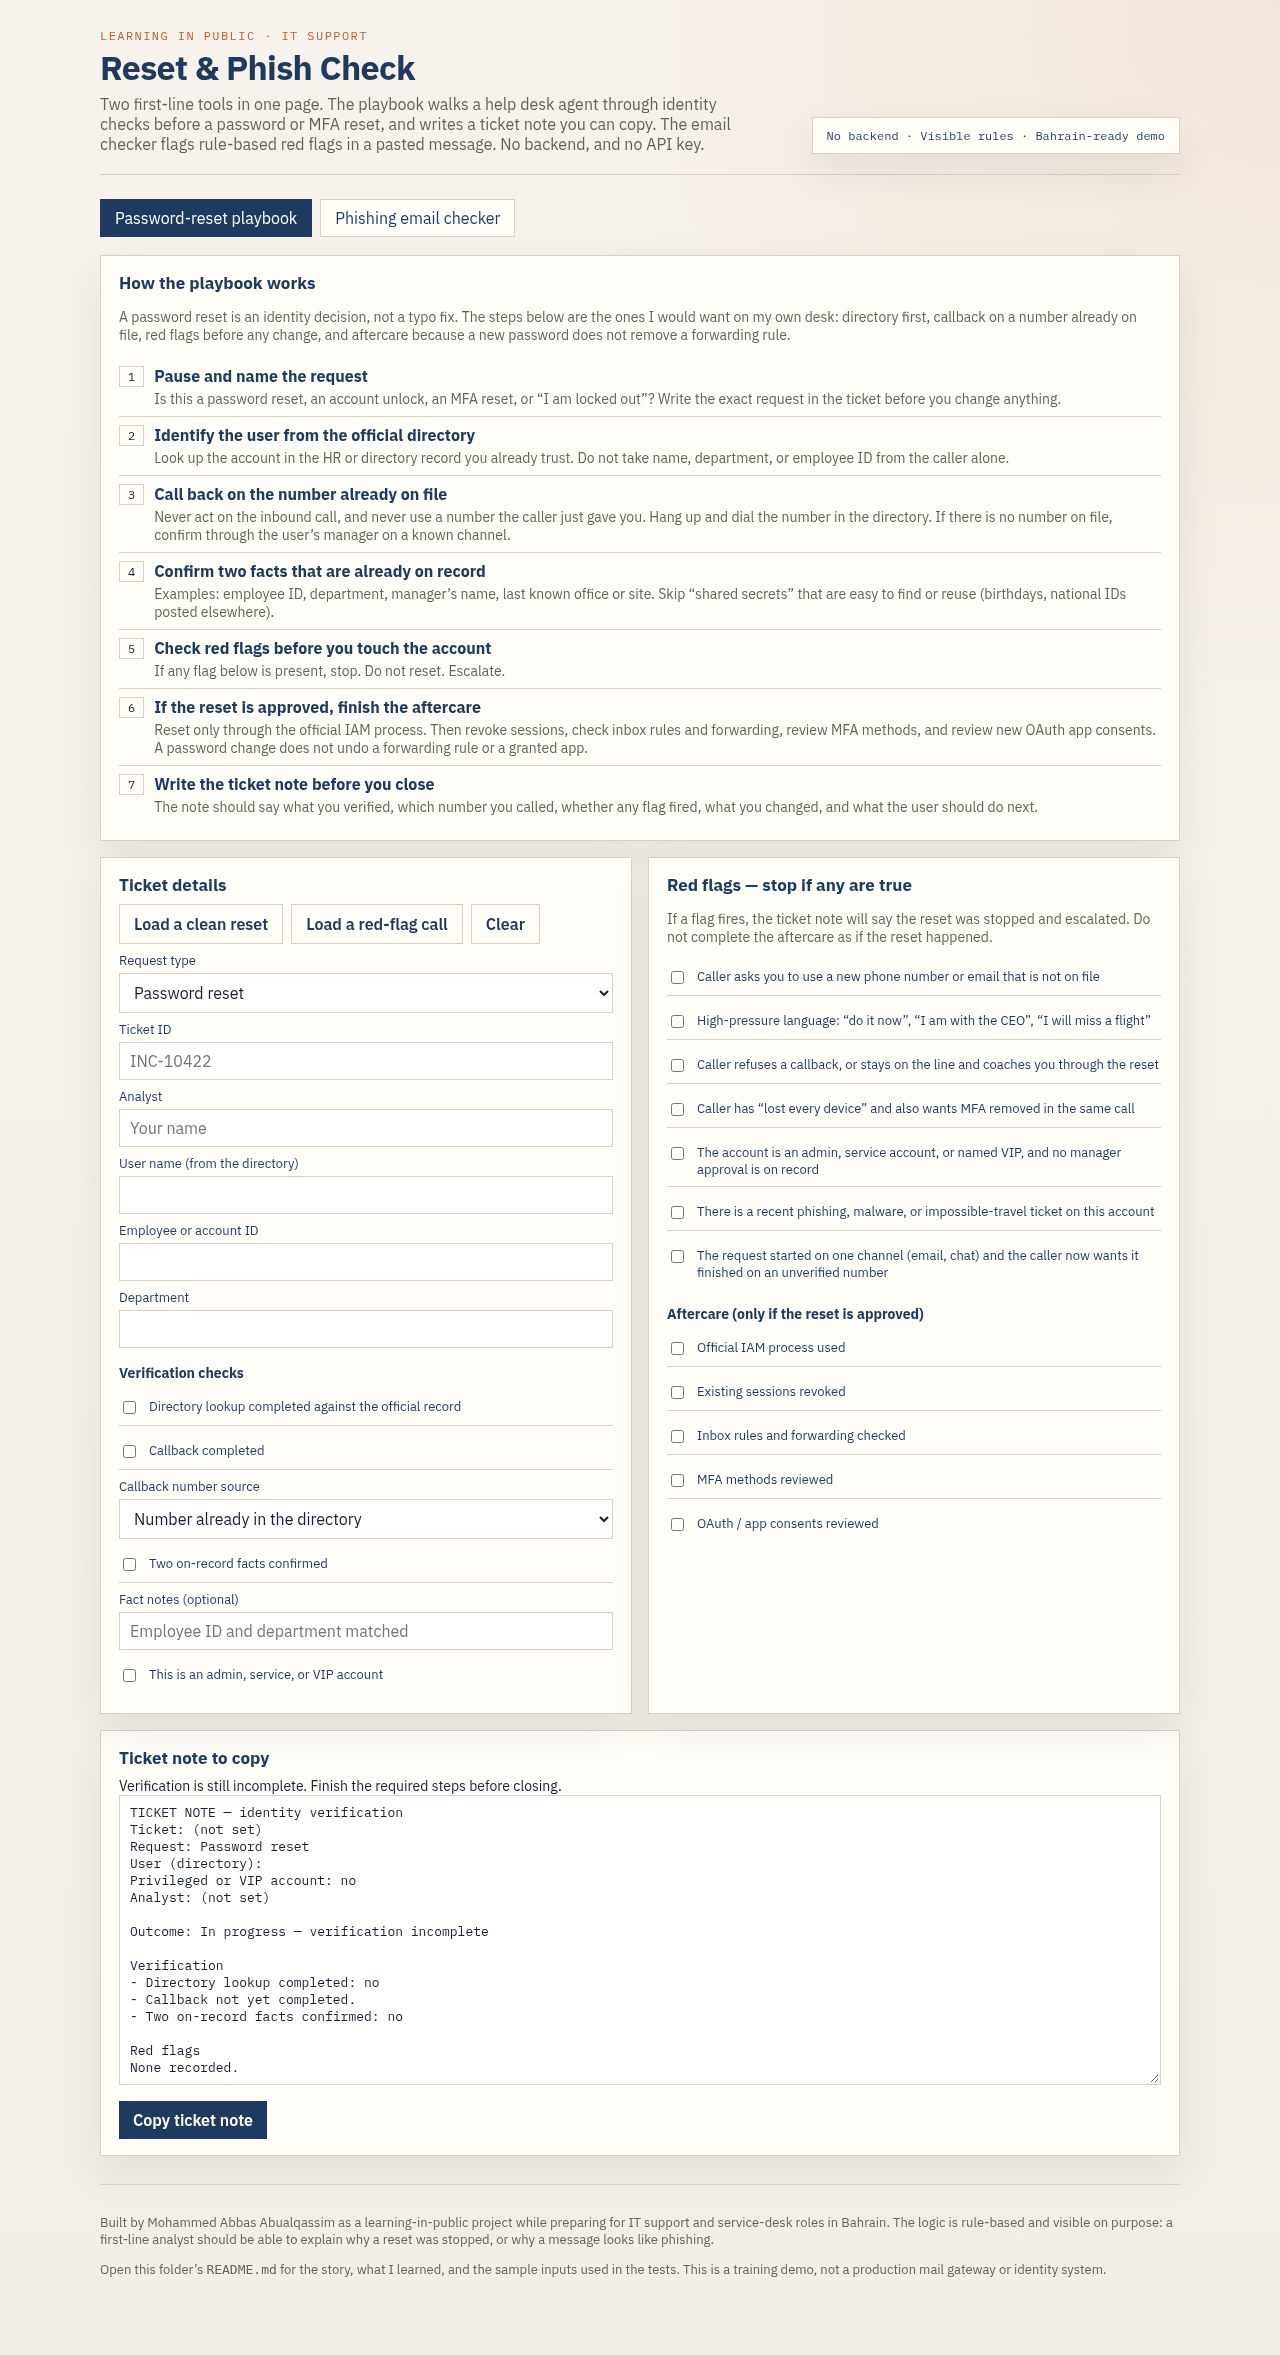 LEARNING IN PUBLIC · IT SUPPORT
Reset & Phish Check
Two first-line tools in one page. The playbook walks a help desk agent through identity
checks before a password or MFA reset, and writes a ticket note you can copy. The email
checker flags rule-based red flags in a pasted message. No backend, and no API key.
No backend · Visible rules · Bahrain-ready demo
Password-reset playbook
Phishing email checker
How the playbook works
A password reset is an identity decision, not a typo fix. The steps below are the ones I would want on my own desk: directory first, callback on a number already on
file, red flags before any change, and aftercare because a new password does not remove a forwarding rule.
1 Pause and name the request
Is this a password reset, an account unlock, an MFA reset, or “I am locked out”? Write the exact request in the ticket before you change anything.
2 Identify the user from the official directory
Look up the account in the HR or directory record you already trust. Do not take name, department, or employee ID from the caller alone.
3 Call back on the number already on file
Never act on the inbound call, and never use a number the caller just gave you. Hang up and dial the number in the directory. If there is no number on file,
confirm through the user’s manager on a known channel.
4 Confirm two facts that are already on record
Examples: employee ID, department, manager’s name, last known office or site. Skip “shared secrets” that are easy to find or reuse (birthdays, national IDs
posted elsewhere).
5 Check red flags before you touch the account
If any flag below is present, stop. Do not reset. Escalate.
6 If the reset is approved, finish the aftercare
Reset only through the official IAM process. Then revoke sessions, check inbox rules and forwarding, review MFA methods, and review new OAuth app consents.
A password change does not undo a forwarding rule or a granted app.
7 Write the ticket note before you close
The note should say what you verified, which number you called, whether any flag fired, what you changed, and what the user should do next.
Ticket details
Load a clean reset
Load a red-flag call
Clear
Request type
Password reset
Ticket ID
INC-10422
Analyst
Your name
User name (from the directory)
Employee or account ID
Department
Verification checks
Directory lookup completed against the official record
Callback completed
Callback number source
Number already in the directory
Two on-record facts confirmed
Fact notes (optional)
Employee ID and department matched
This is an admin, service, or VIP account
Red flags — stop if any are true
If a flag fires, the ticket note will say the reset was stopped and escalated. Do
not complete the aftercare as if the reset happened.
Caller asks you to use a new phone number or email that is not on file
High-pressure language: “do it now”, “I am with the CEO”, “I will miss a flight”
Caller refuses a callback, or stays on the line and coaches you through the reset
Caller has “lost every device” and also wants MFA removed in the same call
The account is an admin, service account, or named VIP, and no manager
approval is on record
There is a recent phishing, malware, or impossible-travel ticket on this account
The request started on one channel (email, chat) and the caller now wants it
finished on an unverified number
Aftercare (only if the reset is approved)
Official IAM process used
Existing sessions revoked
Inbox rules and forwarding checked
MFA methods reviewed
OAuth / app consents reviewed
Ticket note to copy
Verification is still incomplete. Finish the required steps before closing.
TICKET NOTE — identity verification
Ticket: (not set)
Request: Password reset
User (directory):
Privileged or VIP account: no
Analyst: (not set)
Outcome: In progress — verification incomplete
Verification
- Directory lookup completed: no
- Callback not yet completed.
- Two on-record facts confirmed: no
Red flags
None recorded.
Copy ticket note
Built by Mohammed Abbas Abualqassim as a learning-in-public project while preparing for IT support and service-desk roles in Bahrain. The logic is rule-based and visible on purpose: a
first-line analyst should be able to explain why a reset was stopped, or why a message looks like phishing.
Open this folder’s README.md for the story, what I learned, and the sample inputs used in the tests. This is a training demo, not a production mail gateway or identity system.